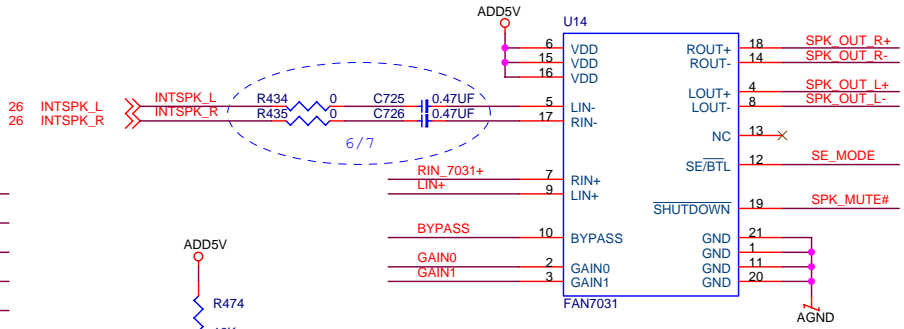 ADD5V
U14
6 VDD ROUT+ 18 SPK_OUT_R+
15 VDD ROUT- 14 SPK_OUT_R-
16 VDD
26 INTSPK_L INTSPK_L R434 0 C725 0.47UF 5 LIN- LOUT+ 4 SPK_OUT_L+
26 INTSPK_R INTSPK_R R435 0 C726 0.47UF 17 RIN- LOUT- 8 SPK_OUT_L-
6/7
NC 13
SE/BTL 12 SE_MODE
RIN_7031+ 7 RIN+
LIN+ 9 LIN+
SHUTDOWN 19 SPK_MUTE#
BYPASS 10 BYPASS GND 21
GND 1
GAIN0 2 GAIN0 GND 11
GAIN1 3 GAIN1 GND 20
FAN7031
AGND
ADD5V
R474